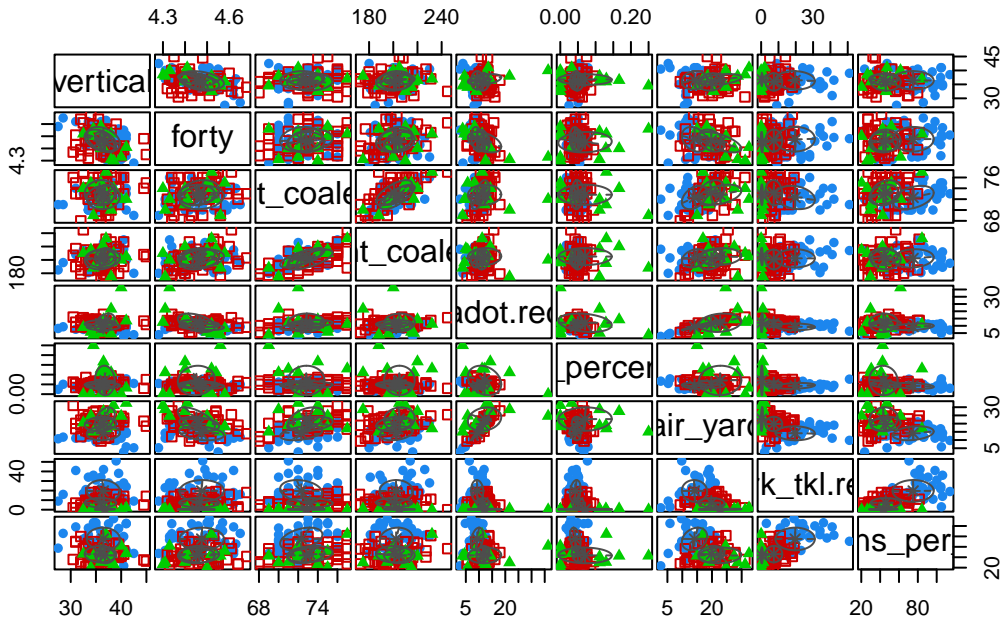 4.3 4.6 180 240 0.00 0.20 0 30
vertical 30 45
4.3 forty
t_coale 68 76
180 t_coale
adot.rec 5 30
0.00 _percer
air_yard 5 30
0 40 rk_tkl.re
ns_per_ 20
30 40 68 74 5 20 5 20 20 80